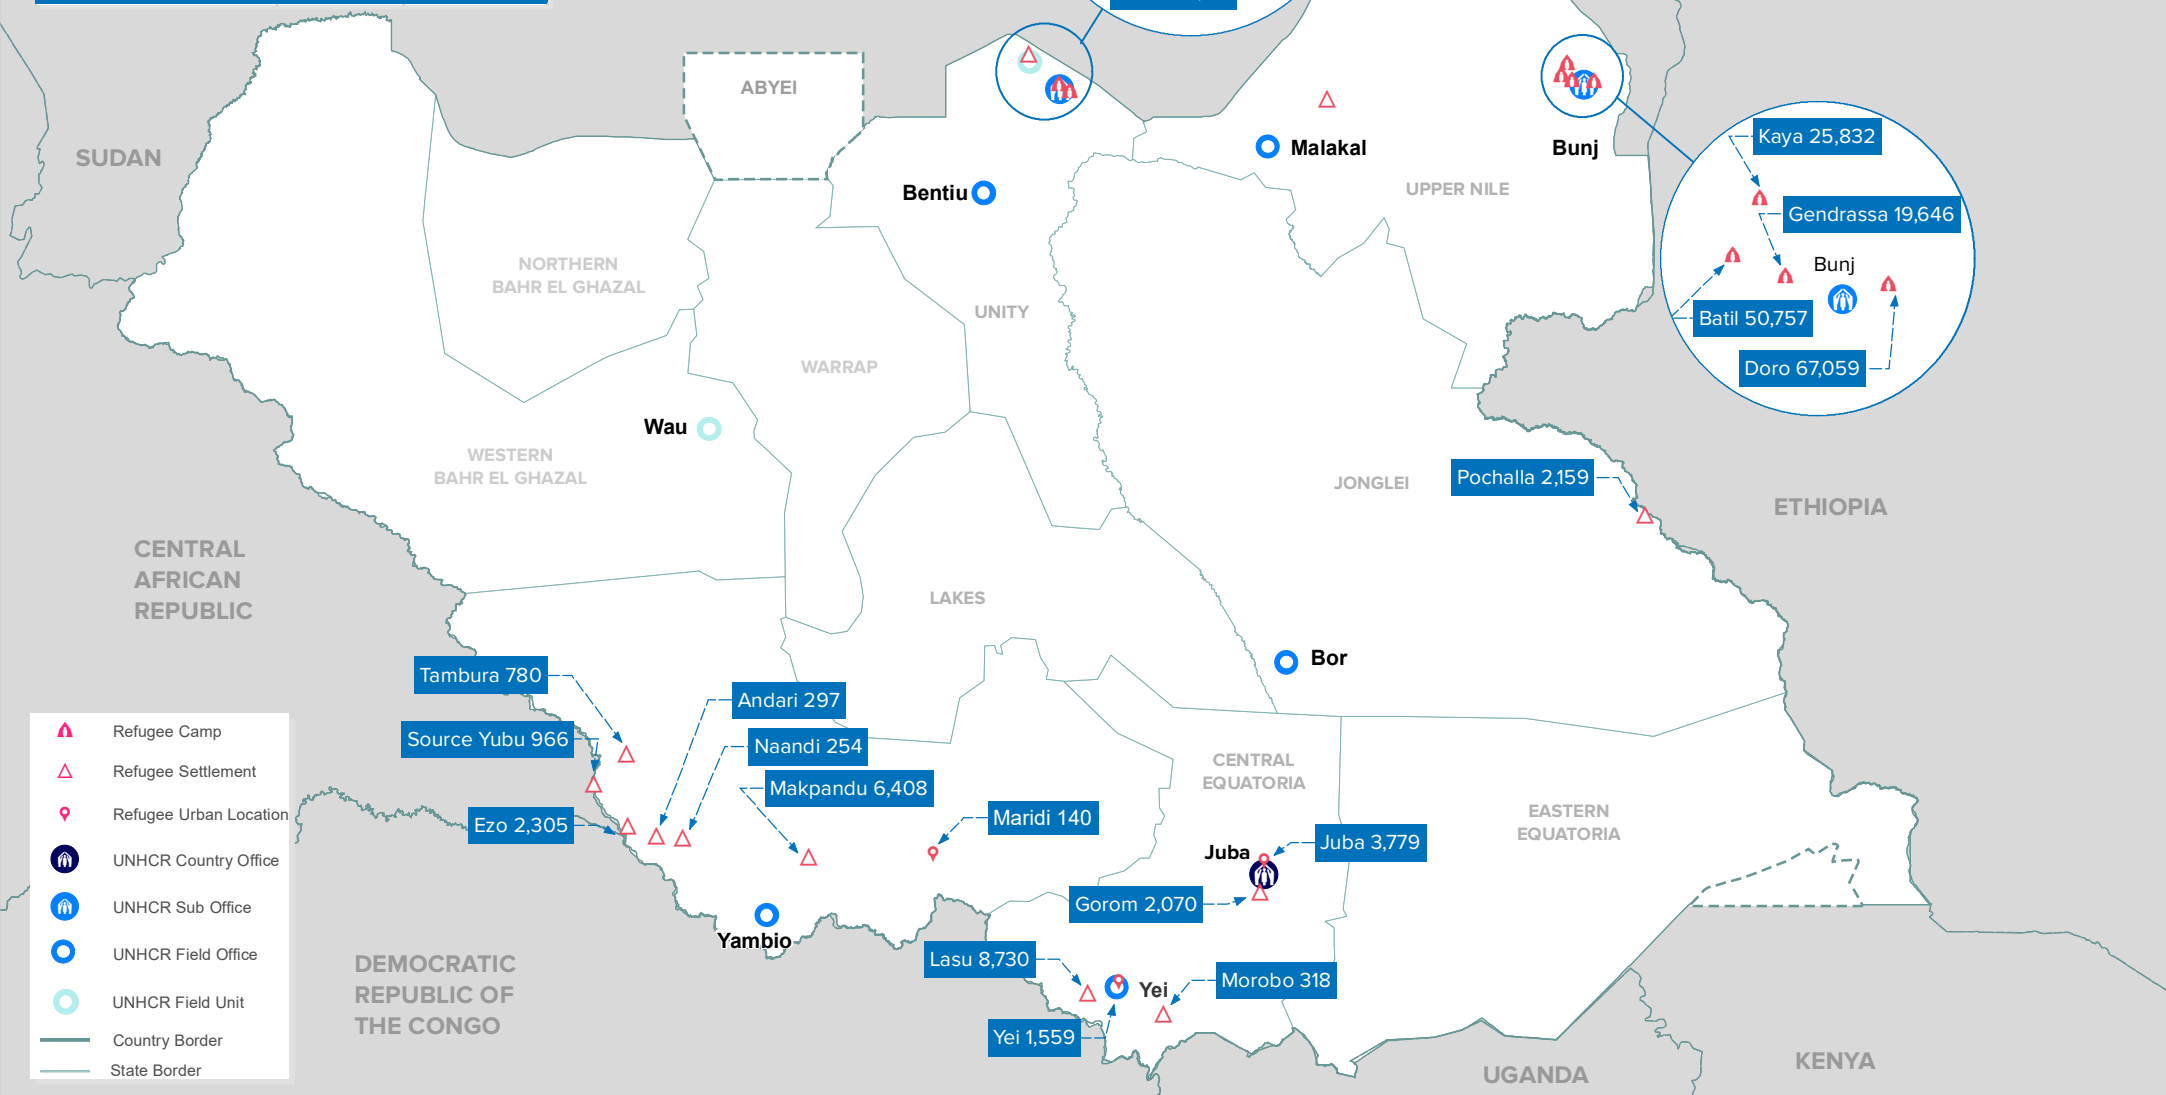 ABYEI
SUDAN
Malakal
Bunj
Kaya 25,832
Bentiu
UPPER NILE
Gendrassa 19,646
NORTHERN
BAHR EL GHAZAL
Bunj
UNITY
Batil 50,757
WARRAP
Doro 67,059
Wau
WESTERN
BAHR EL GHAZAL
JONGLEI
Pochalla 2,159
ETHIOPIA
CENTRAL
AFRICAN
REPUBLIC
LAKES
Bor
Tambura 780
Andari 297
Source Yubu 966
Naandi 254
Makpandu 6,408
CENTRAL
EQUATORIA
Ezo 2,305
Maridi 140
EASTERN
EQUATORIA
Juba
Juba 3,779
Gorom 2,070
Yambio
Lasu 8,730
Yei
Morobo 318
Yei 1,559
DEMOCRATIC
REPUBLIC OF
THE CONGO
UGANDA
KENYA
Refugee Camp
Refugee Settlement
Refugee Urban Location
UNHCR Country Office
UNHCR Sub Office
UNHCR Field Office
UNHCR Field Unit
Country Border
State Border